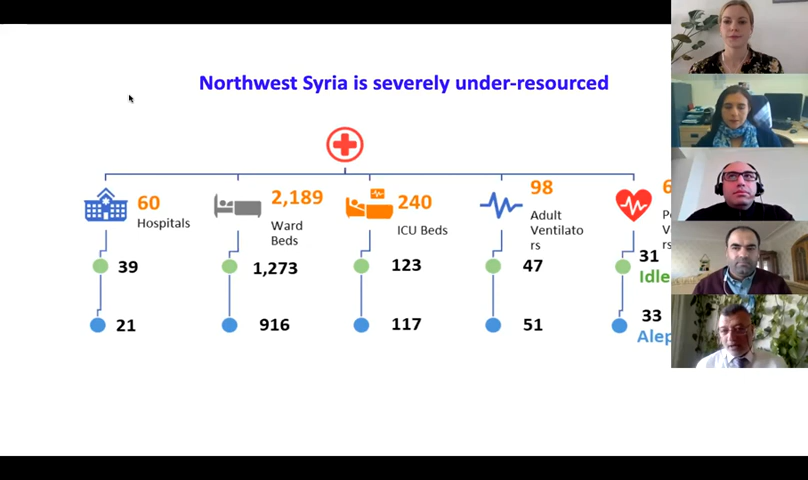 Northwest Syria is severely under-resourced
60
Hospitals
2,189
Ward
Beds
240
ICU Beds
98
Adult
Ventilato
rs
39
1,273
123
47
31
Idle
21
916
117
51
33
Alep